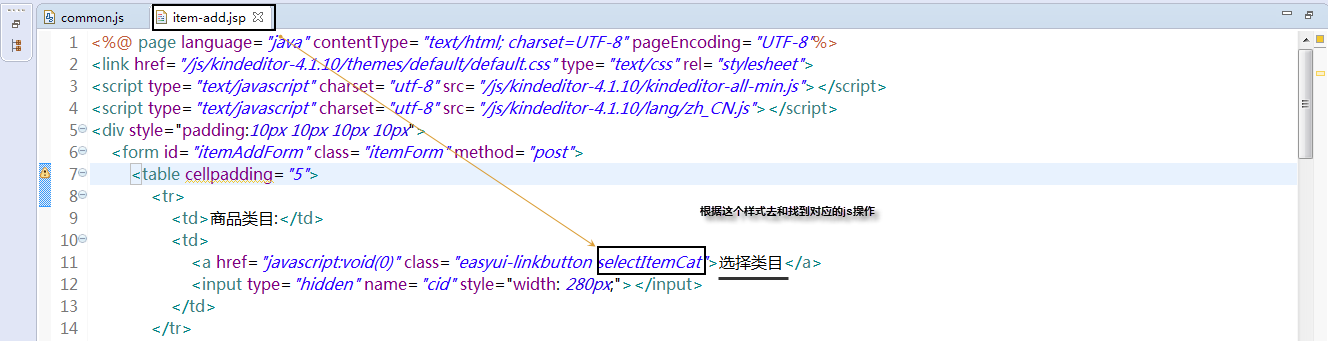 common.js item-add.jsp
1 <%@ page language="java" contentType="text/html; charset=UTF-8" pageEncoding="UTF-8"%>
2 <link href="/js/kindeditor-4.1.10/themes/default/default.css" type="text/css" rel="stylesheet">
3 <script type="text/javascript" charset="utf-8" src="/js/kindeditor-4.1.10/kindeditor-all-min.js"></script>
4 <script type="text/javascript" charset="utf-8" src="/js/kindeditor-4.1.10/lang/zh_CN.js"></script>
5 <div style="padding:10px 10px 10px 10px">
6 <form id="itemAddForm" class="itemForm" method="post">
7 <table cellpadding="5">
8 <tr>
9 <td>商品类目:</td>
根据这个样式去和找到对应的js操作
10 <td>
11 <a href="javascript:void(0)" class="easyui-linkbutton selectItemCat">选择类目</a>
12 <input type="hidden" name="cid" style="width: 280px;"></input>
13 </td>
14 </tr>